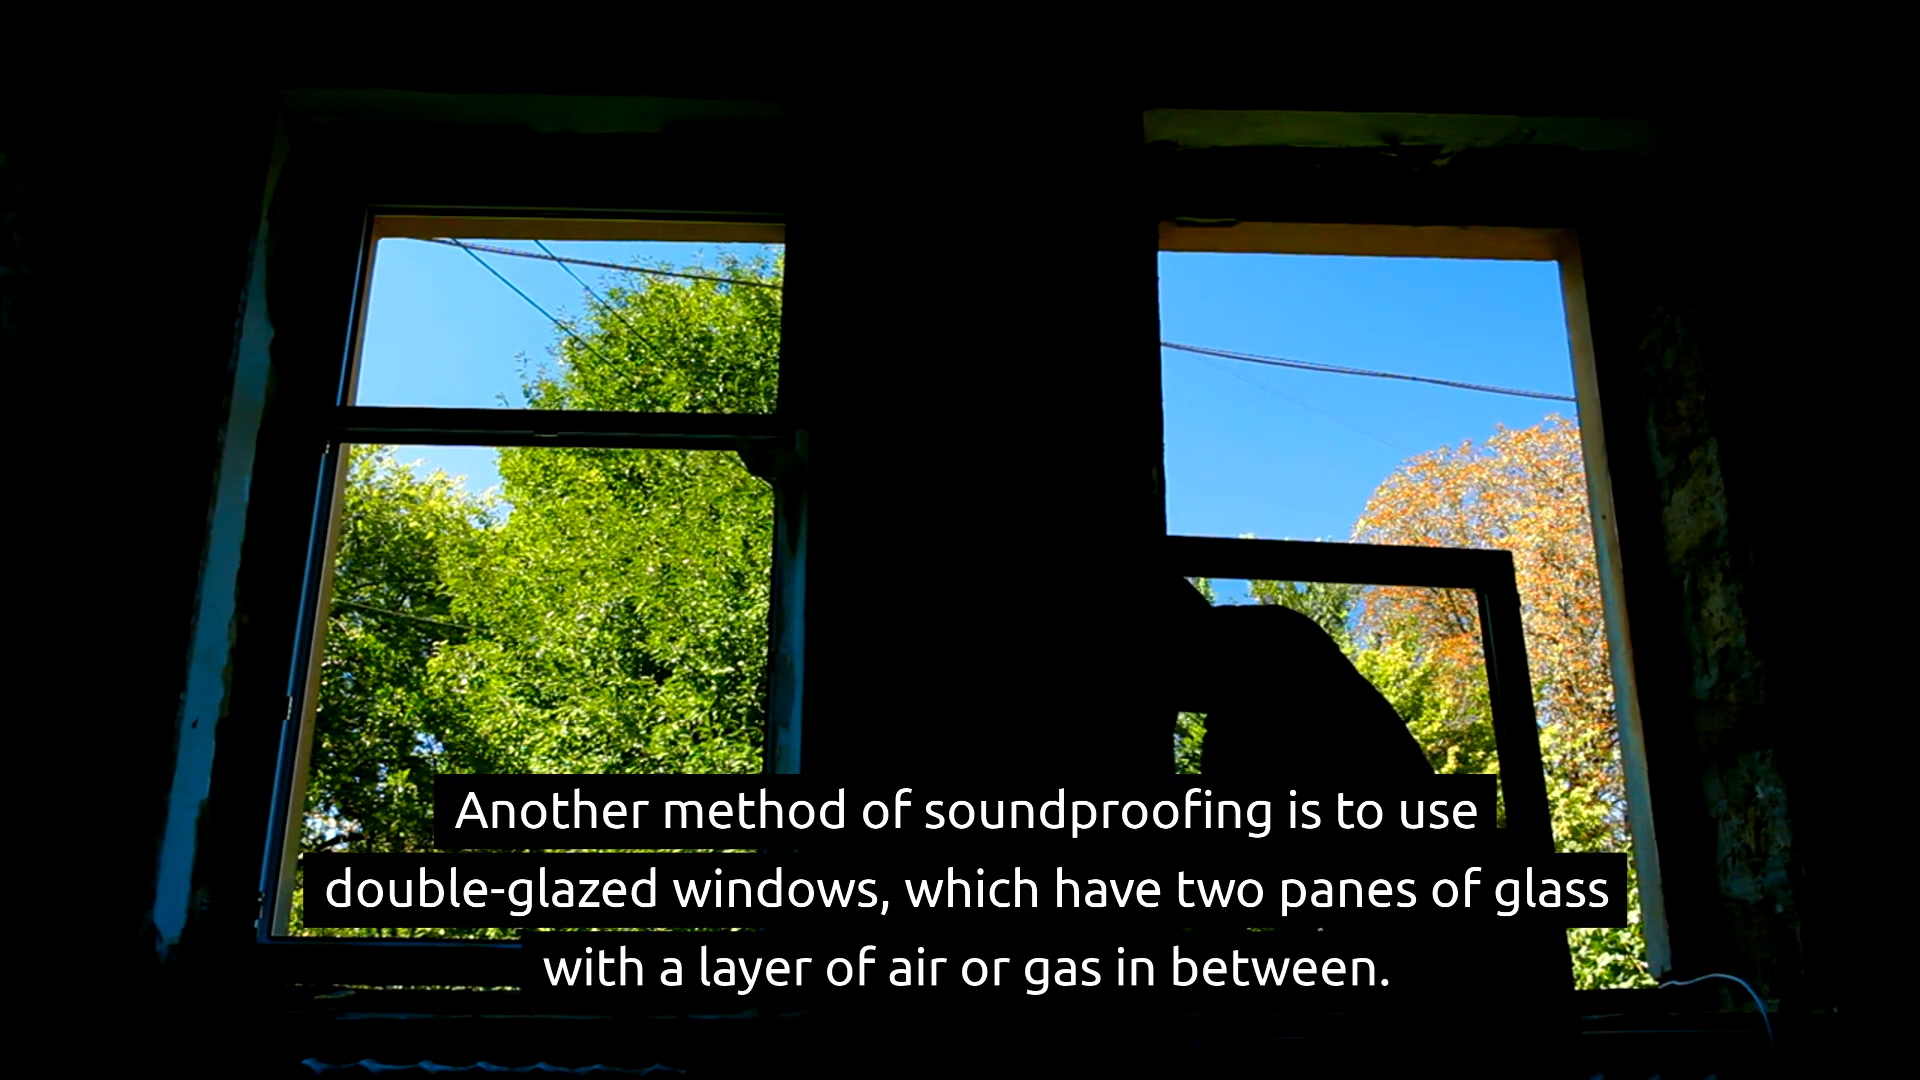 Another method of soundproofing is to use
double-glazed windows, which have two panes of glass
with a layer of air or gas in between.